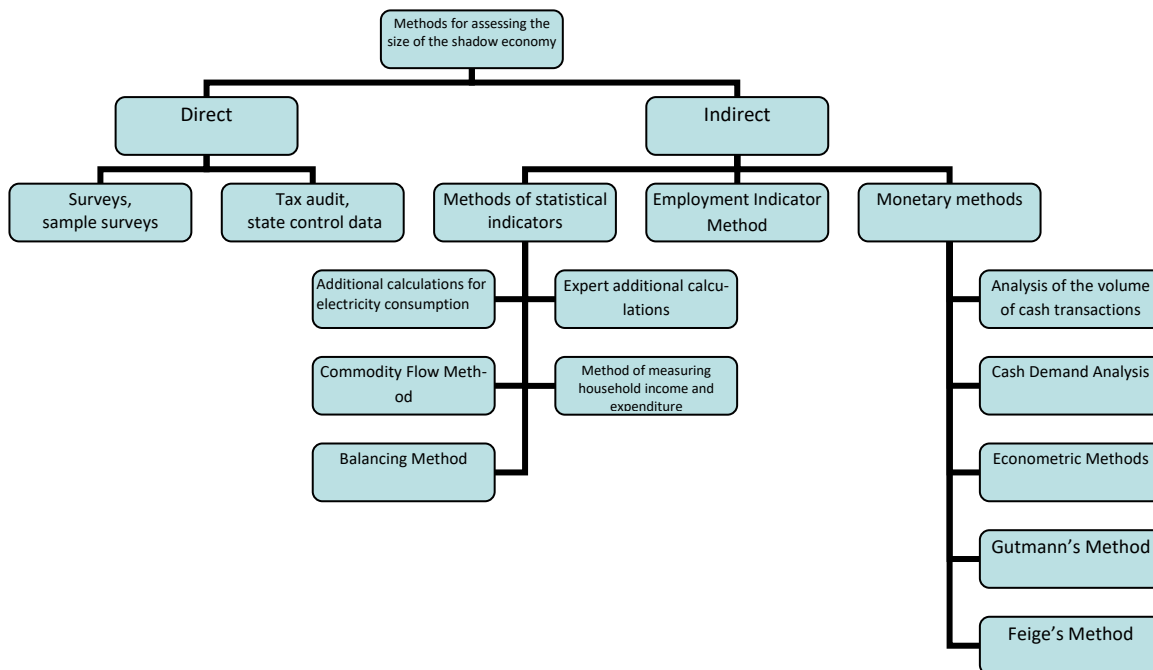 Methods for assessing the
size of the shadow economy
Direct
Indirect
Surveys,
sample surveys
Tax audit,
state control data
Methods of statistical
indicators
Employment Indicator
Method
Monetary methods
Additional calculations for
electricity consumption
Expert additional calcu-
lations
Analysis of the volume
of cash transactions
Commodity Flow Meth-
od
Method of measuring
household income and
expenditure
Cash Demand Analysis
Balancing Method
Econometric Methods
Gutmann’s Method
Feige’s Method